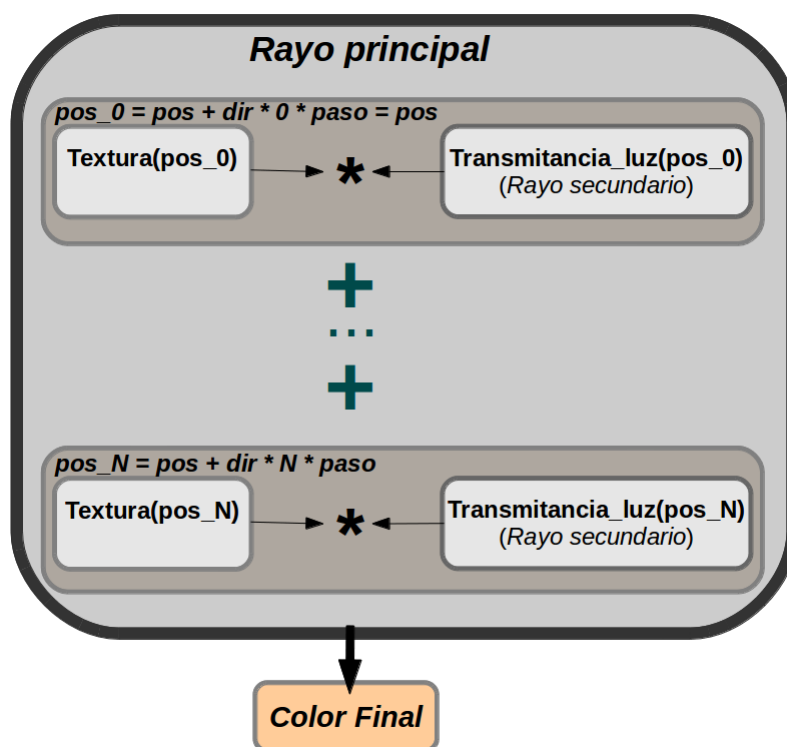 Rayo principal
pos_0 = pos + dir * 0 * paso = pos
Textura(pos_0)
*
Transmitancia_luz(pos_0)
(Rayo secundario)
+
...
+
pos_N = pos + dir * N * paso
Textura(pos_N)
*
Transmitancia_luz(pos_N)
(Rayo secundario)
Color Final